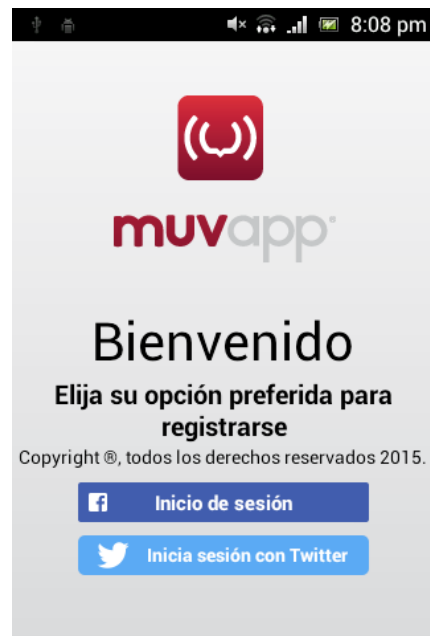 8:08 pm
muvapp
Bienvenido
Elija su opción preferida para
registrarse
Copyright ®, todos los derechos reservados 2015.
Inicio de sesión
Inicia sesión con Twitter